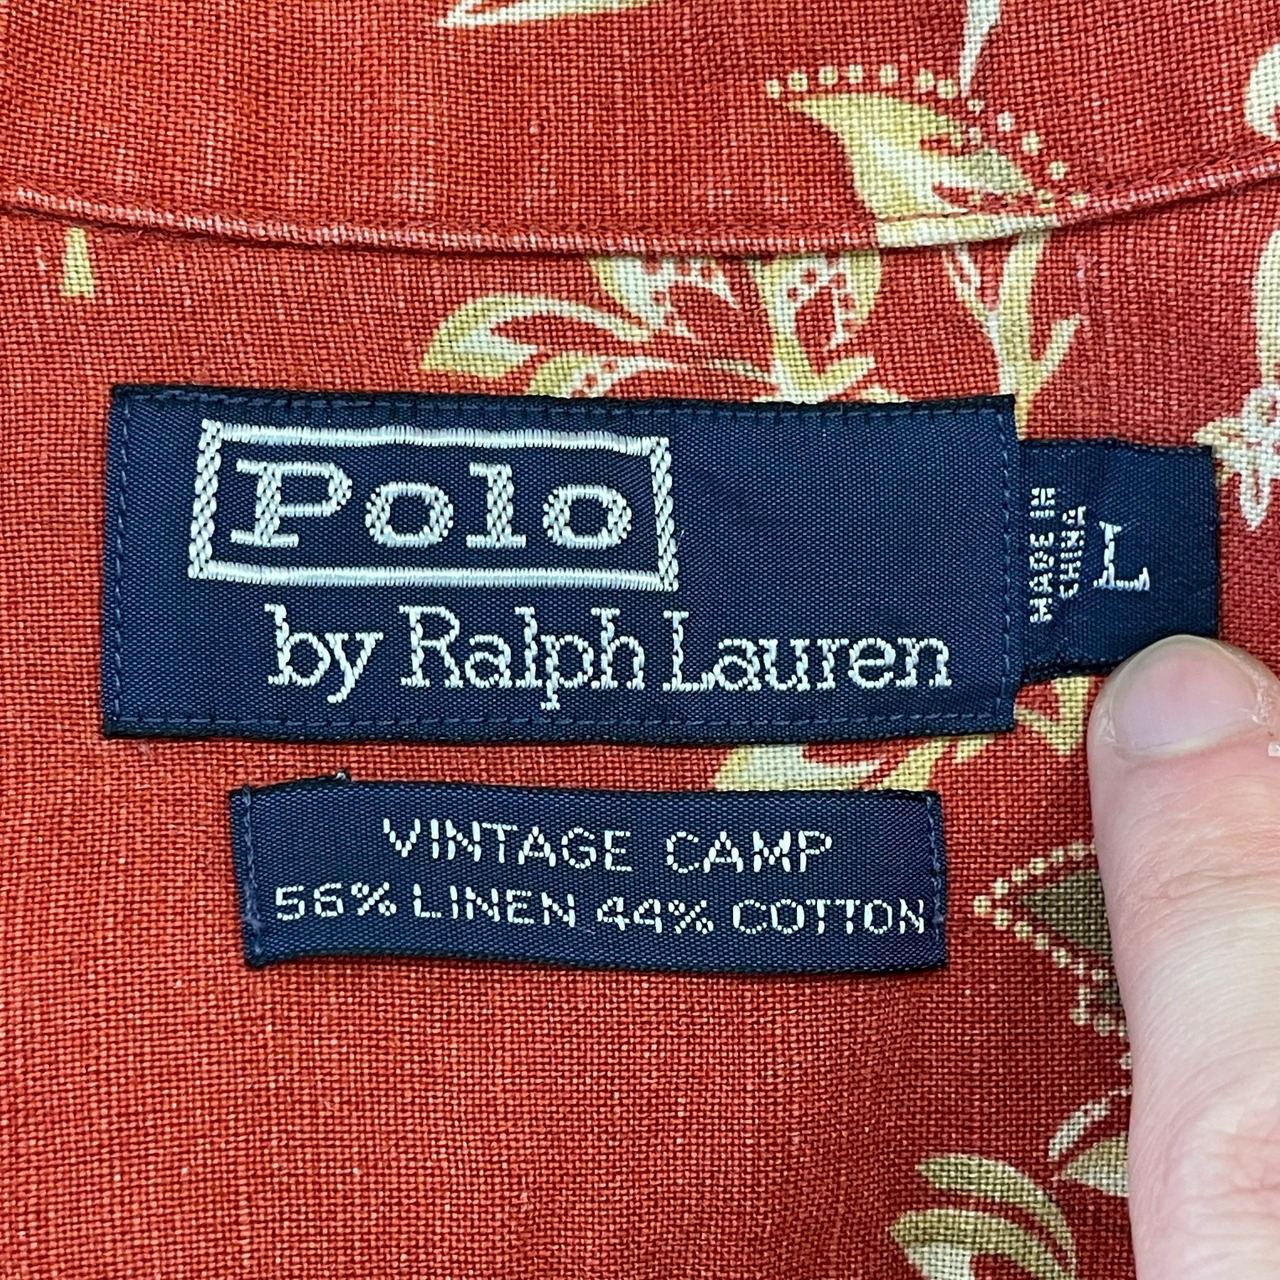 Polo
by Ralph Lauren
MADE IN
CHINA
L
VINTAGE CAMP
56% LINEN 44% COTTON